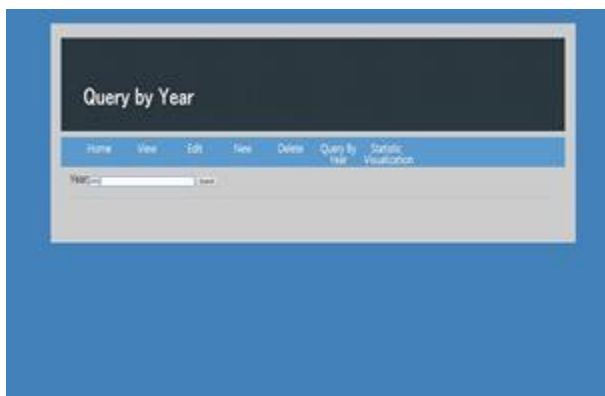 Query by Year
Home View Edit New Delete Query By Year Statistic Visualization
Year: